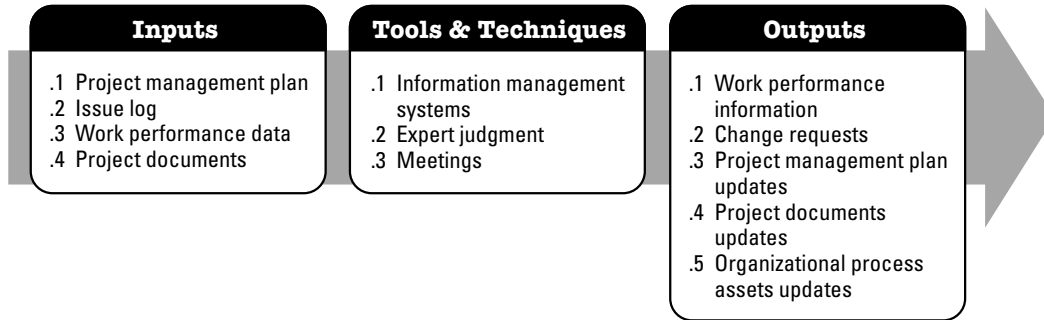 Inputs
.1 Project management plan
.2 Issue log
.3 Work performance data
.4 Project documents
Tools & Techniques
.1 Information management
systems
.2 Expert judgment
.3 Meetings
Outputs
.1 Work performance
information
.2 Change requests
.3 Project management plan
updates
.4 Project documents
updates
.5 Organizational process
assets updates